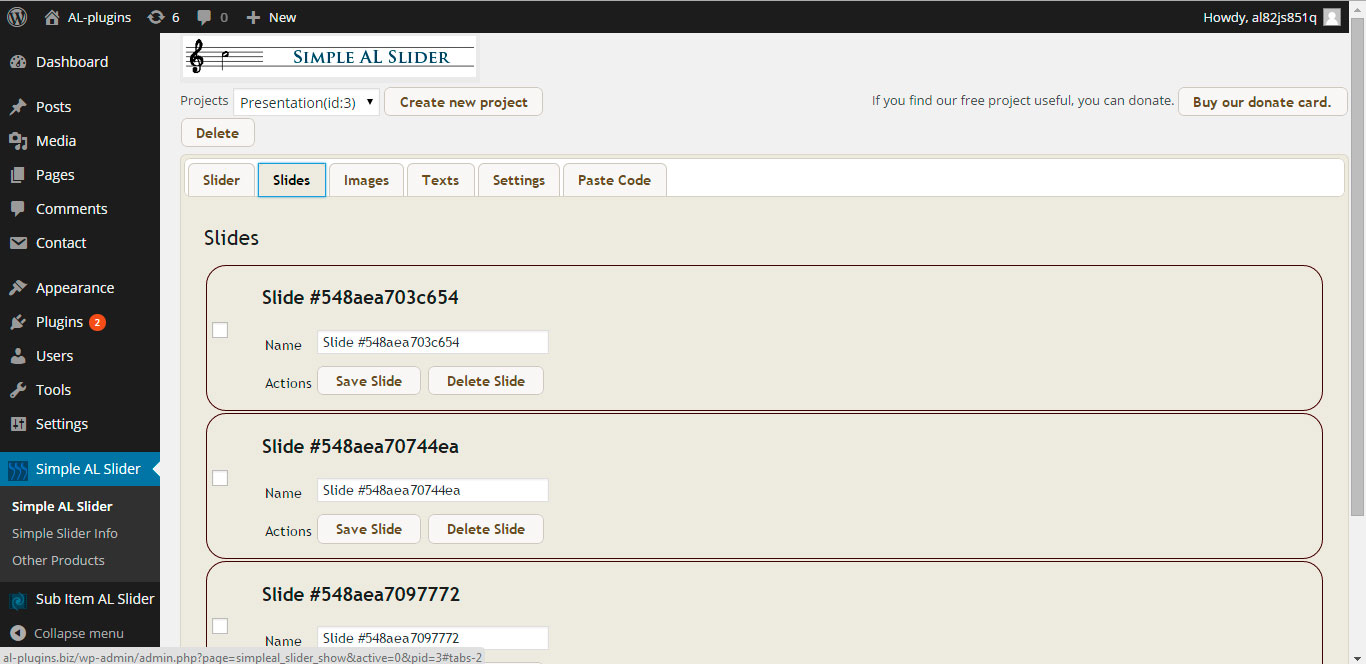 AL-plugins 6 0 New Howdy, al82js851q
Dashboard
Posts
Media
Pages
Comments
Contact
Appearance
Plugins 2
Users
Tools
Settings
Simple AL Slider
Simple AL Slider
Simple Slider Info
Other Products
Sub Item AL Slider
Collapse menu
SIMPLE AL SLIDER
Projects Presentation(id:3) Create new project
If you find our free project useful, you can donate. Buy our donate card.
Delete
Slider Slides Images Texts Settings Paste Code
Slides
Slide #548aea703c654
Name Slide #548aea703c654
Actions Save Slide Delete Slide
Slide #548aea70744ea
Name Slide #548aea70744ea
Actions Save Slide Delete Slide
Slide #548aea7097772
Name Slide #548aea7097772
al-plugins.biz/wp-admin/admin.php?page=simpleal_slider_show&active=0&pid=3#tabs-2